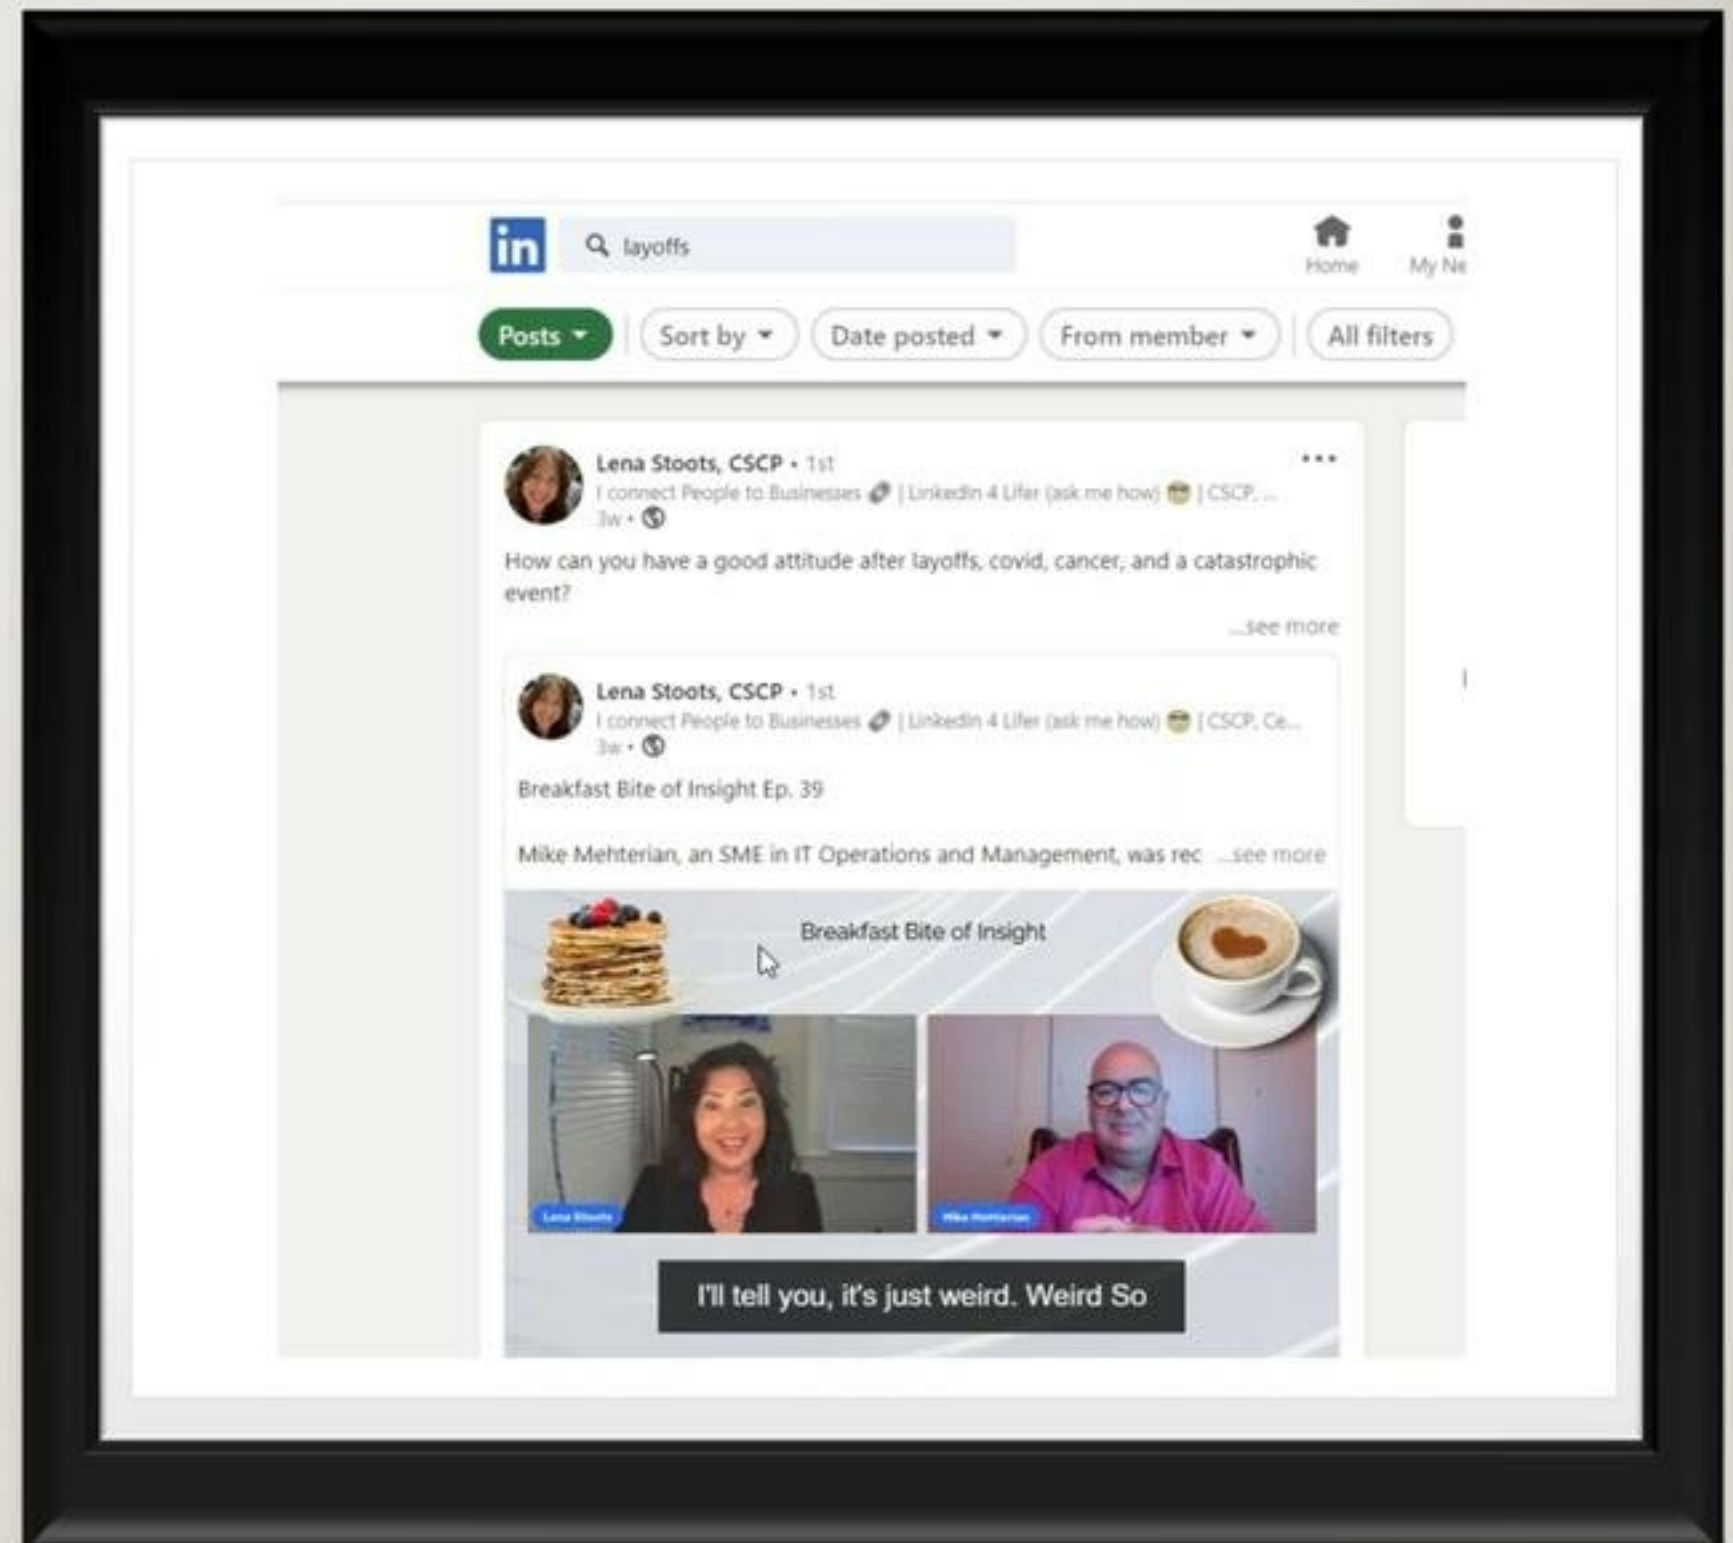 in
layoffs
Home
My Ne
Posts
Sort by
Date posted
From member
All filters
Lena Stoots, CSCP • 1st
I connect People to Businesses | LinkedIn 4 Lifer (ask me how) 😎 | CSCP, ...
3w •
How can you have a good attitude after layoffs, covid, cancer, and a catastrophic
event?
...see more
Lena Stoots, CSCP • 1st
I connect People to Businesses | LinkedIn 4 Lifer (ask me how) 😎 | CSCP, Ce...
3w •
Breakfast Bite of Insight Ep. 39
Mike Mehterian, an SME in IT Operations and Management, was rec ...see more
Breakfast Bite of Insight
Lena Stoots
Mike Mehterian
I'll tell you, it's just weird. Weird So